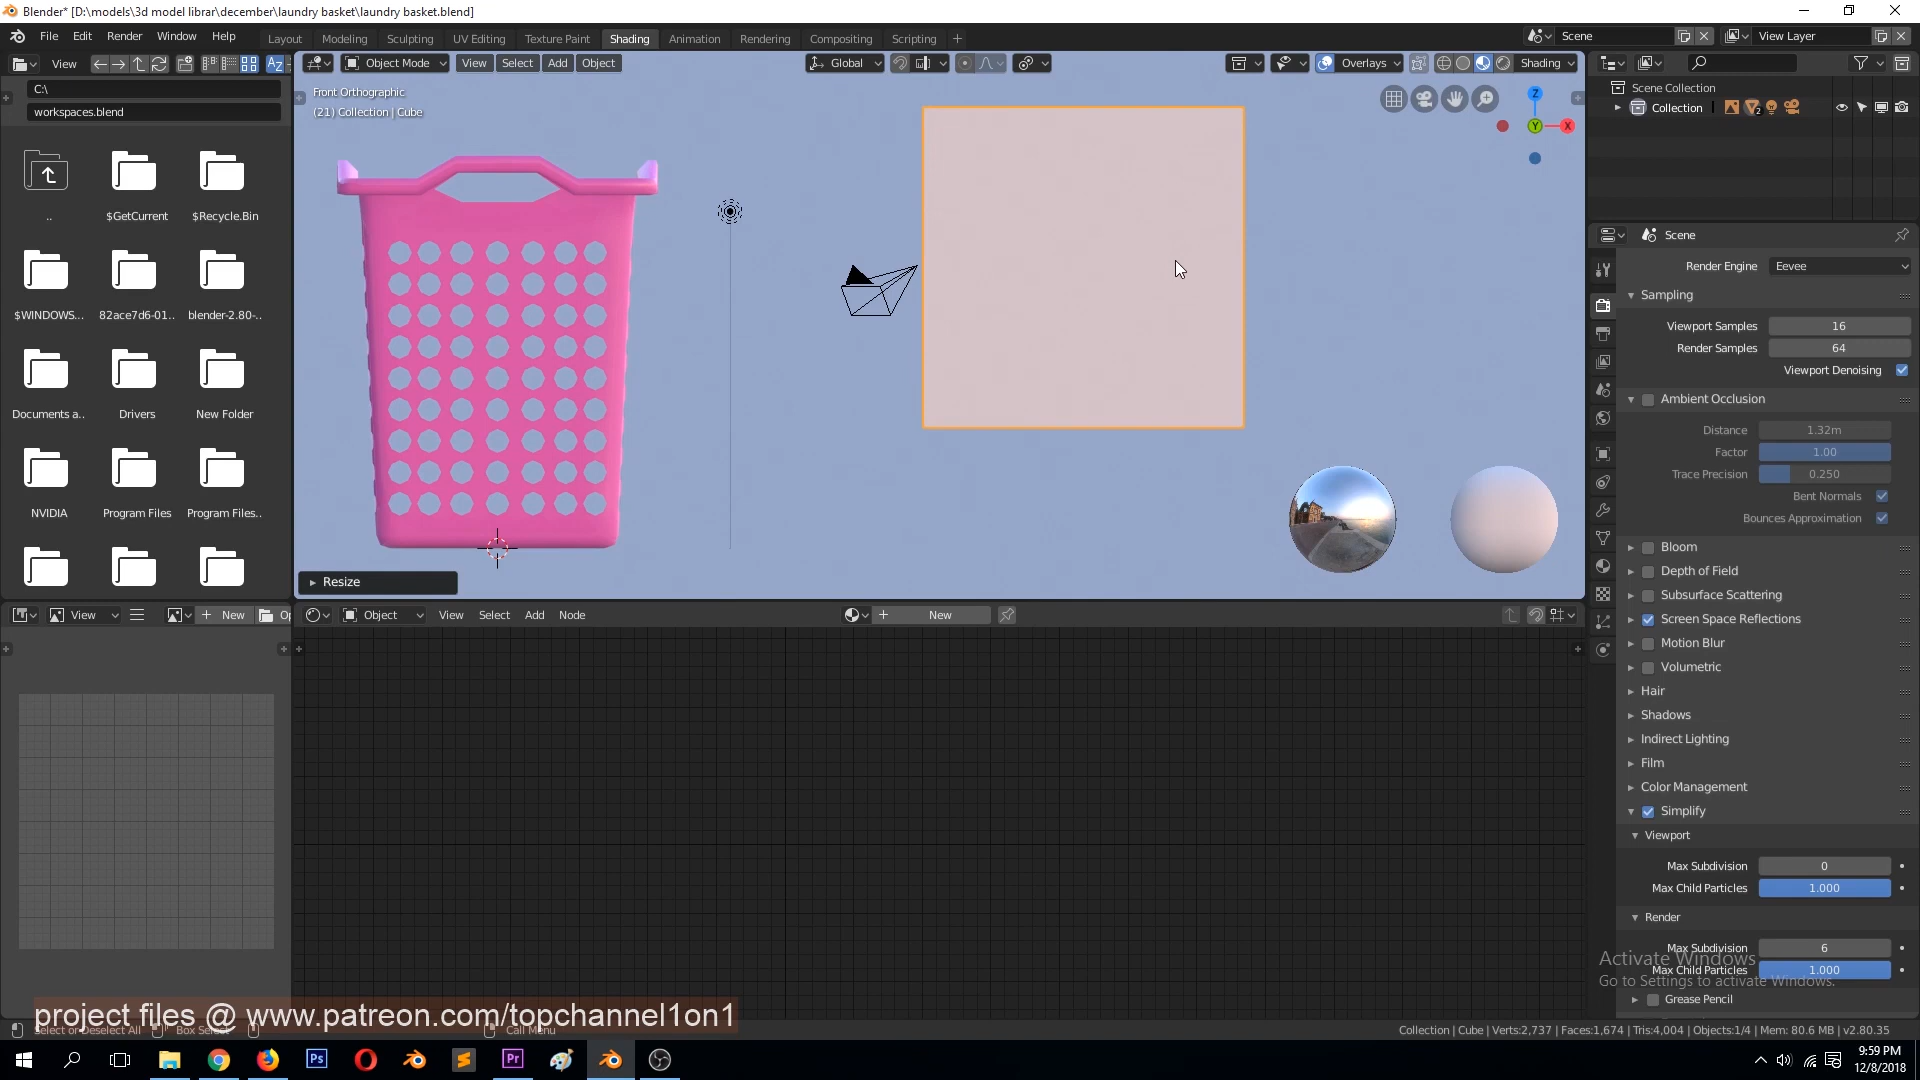 Blender* [D:\models\3d model librar\december\laundry basket\laundry basket.blend]
File Edit Render Window Help
Layout Modeling Sculpting UV Editing Texture Paint Shading Animation Rendering Compositing Scripting
Scene
View Layer
View
C:\
workspaces.blend
..
$GetCurrent
$Recycle.Bin
$WINDOWS...
82ace7d6-01..
blender-2.80-..
Documents a..
Drivers
New Folder
NVIDIA
Program Files
Program Files..
Object Mode View Select Add Object
Global
Overlays
Shading
Front Orthographic
(21) Collection | Cube
Z
Y
X
Resize
View New
Object View Select Add Node
New
Scene Collection
Collection
2
Scene
Render Engine Eevee
Sampling
Viewport Samples 16
Render Samples 64
Viewport Denoising
Ambient Occlusion
Distance 1.32m
Factor 1.00
Trace Precision 0.250
Bent Normals
Bounces Approximation
Bloom
Depth of Field
Subsurface Scattering
Screen Space Reflections
Motion Blur
Volumetric
Hair
Shadows
Indirect Lighting
Film
Color Management
Simplify
Viewport
Max Subdivision 0
Max Child Particles 1.000
Render
Max Subdivision 6
Max Child Particles 1.000
Grease Pencil
Activate Windows
Go to Settings to activate Windows.
project files @ www.patreon.com/topchannel1on1
Select or Deselect All Box Select Call Menu
Collection | Cube | Verts:2,737 | Faces:1,674 | Tris:4,004 | Objects:1/4 | Mem: 80.6 MB | v2.80.35
Ps
Pr
9:59 PM
12/8/2018